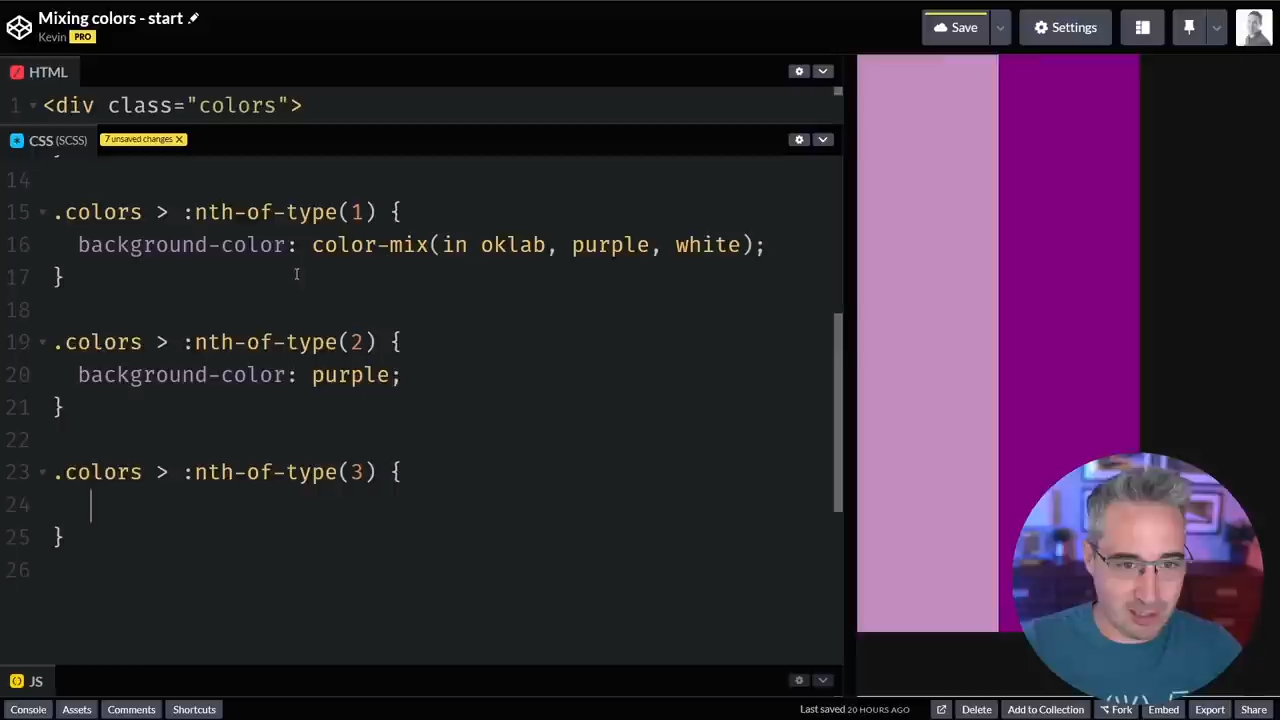 Mixing colors - start
Kevin PRO
Save
Settings
HTML
1 <div class="colors">
CSS (SCSS) 7 unsaved changes X
14
15 .colors > :nth-of-type(1) {
16 background-color: color-mix(in oklab, purple, white);
17 }
18
19 .colors > :nth-of-type(2) {
20 background-color: purple;
21 }
22
23 .colors > :nth-of-type(3) {
24
25 }
26
JS
Console Assets Comments Shortcuts Last saved 20 HOURS AGO Delete Add to Collection Fork Embed Export Share